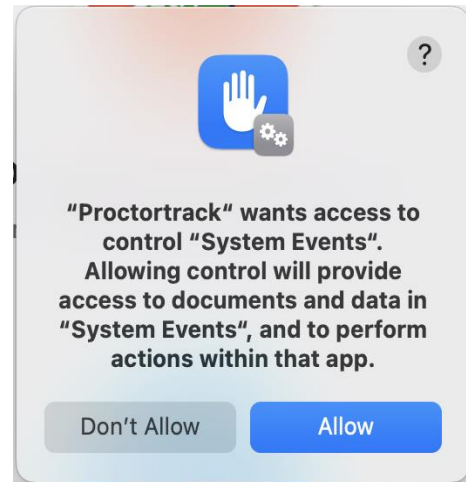 ?
“Proctortrack“ wants access to
control “System Events“.
Allowing control will provide
access to documents and data in
“System Events“, and to perform
actions within that app.
Don’t Allow
Allow